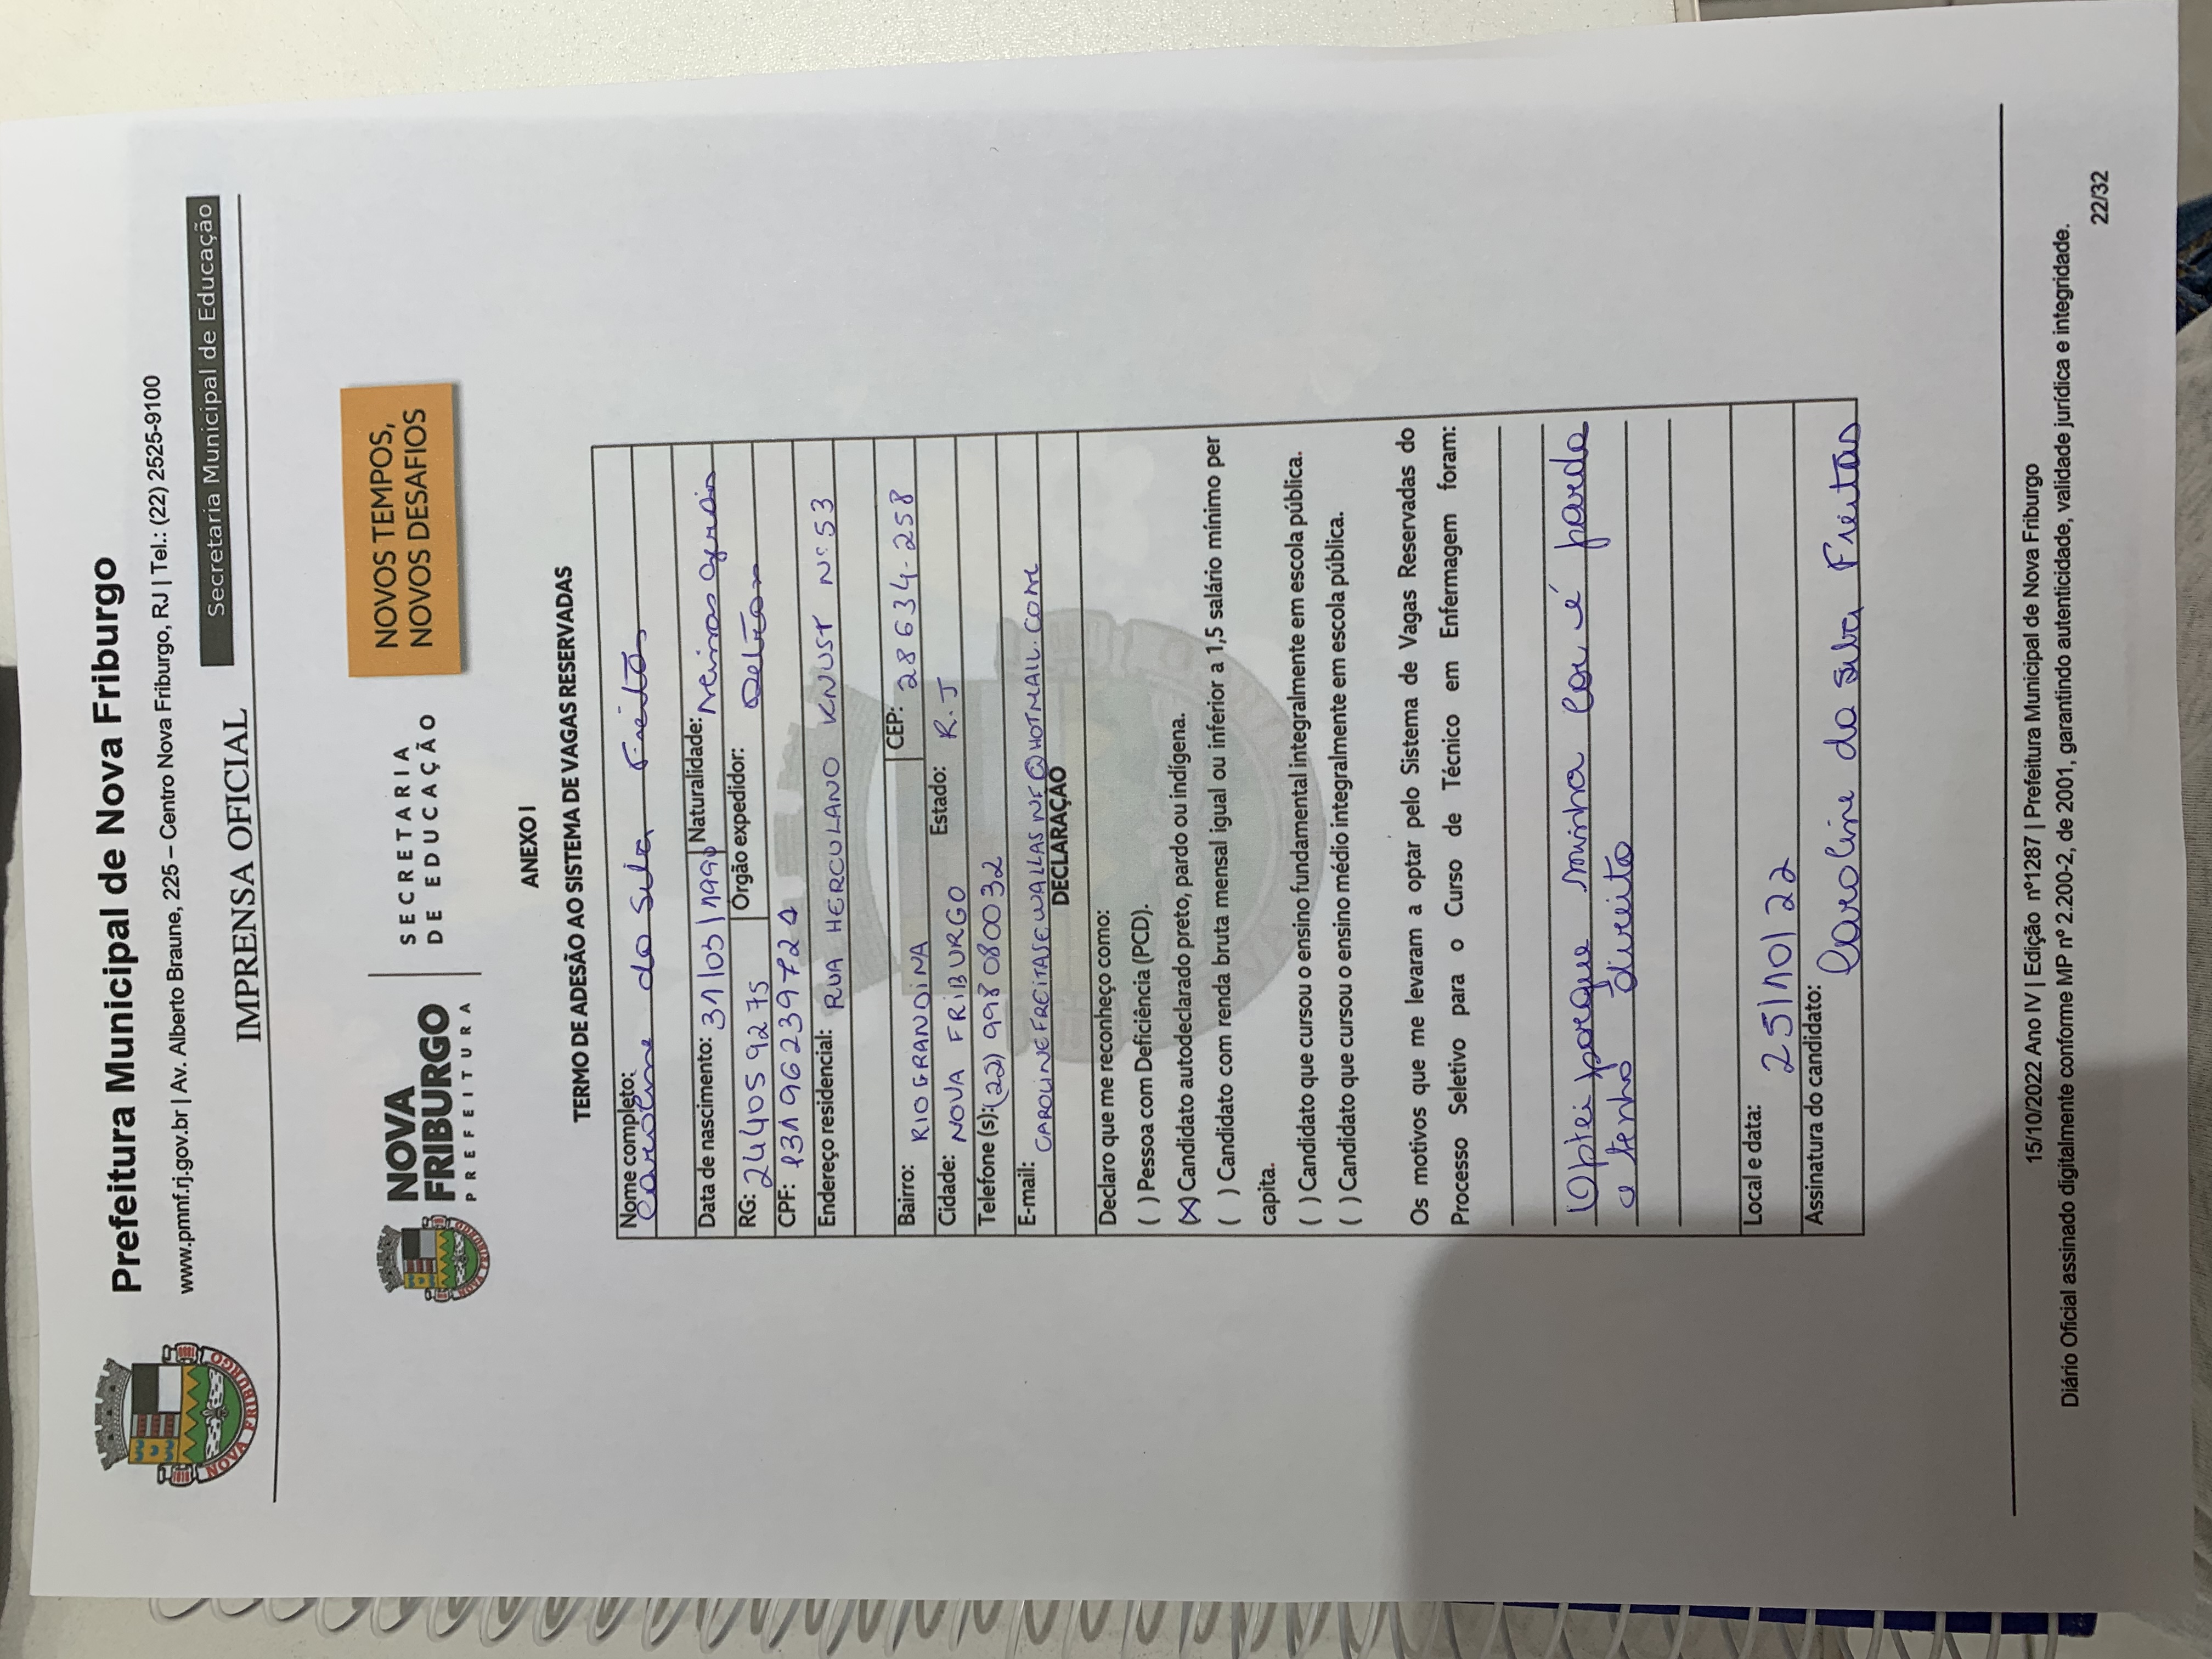 Prefeitura Municipal de Nova Friburgo
www.pmnf.rj.gov.br | Av. Alberto Braune, 225 – Centro Nova Friburgo, RJ | Tel.: (22) 2525-9100
Secretaria Municipal de Educação
IMPRENSA OFICIAL
NOVA FRIBURGO
NOVA
FRIBURGO
PREFEITURA
SECRETARIA
DE EDUCAÇÃO
NOVOS TEMPOS,
NOVOS DESAFIOS
ANEXO I
TERMO DE ADESÃO AO SISTEMA DE VAGAS RESERVADAS
Nome completo:
Caroline da Silva Freitas
Data de nascimento: 31/03/199 Naturalidade: Minas Gerais
RG: 244059275 Órgão expedidor: Detran
CPF: 13196239721
Endereço residencial: RUA HERCULANO KNUST Nº 53
Bairro: RIOGRANDINA CEP: 28634-258
Cidade: NOVA FRIBURGO Estado: R.J
Telefone (s): (22) 998080032
E-mail: CAROLINEFREITASEWALLASNF@HOTMAIL.COM
DECLARAÇÃO
Declaro que me reconheço como:
( ) Pessoa com Deficiência (PCD).
(X) Candidato autodeclarado preto, pardo ou indígena.
( ) Candidato com renda bruta mensal igual ou inferior a 1,5 salário mínimo per
capita.
( ) Candidato que cursou o ensino fundamental integralmente em escola pública.
( ) Candidato que cursou o ensino médio integralmente em escola pública.
Os motivos que me levaram a optar pelo Sistema de Vagas Reservadas do
Processo Seletivo para o Curso de Técnico em Enfermagem foram:
Optei porque minha cor é parda
e tenho direito
Local e data: 25/10/22
Assinatura do candidato: Caroline da Silva Freitas
15/10/2022 Ano IV | Edição nº1287 | Prefeitura Municipal de Nova Friburgo
Diário Oficial assinado digitalmente conforme MP nº 2.200-2, de 2001, garantindo autenticidade, validade jurídica e integridade.
22/32